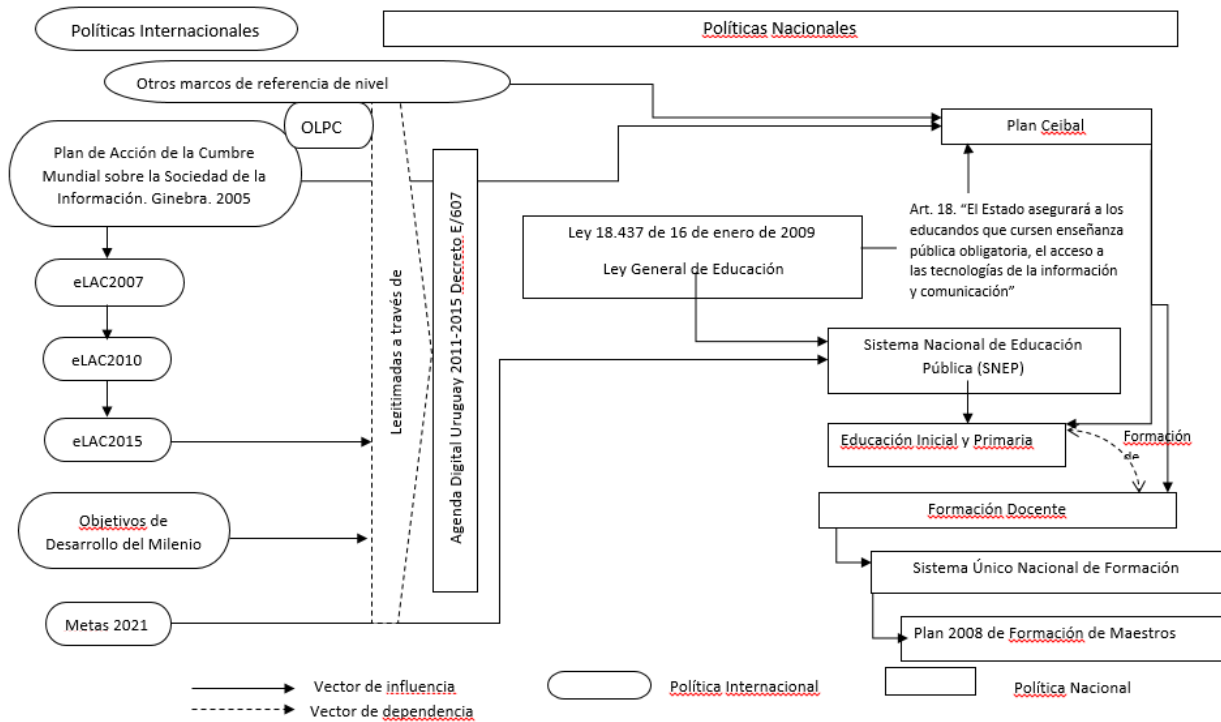 Políticas Internacionales
Políticas Nacionales
Otros marcos de referencia de nivel
OLPC
Plan de Acción de la Cumbre
Mundial sobre la Sociedad de la
Información. Ginebra. 2005
eLAC2007
eLAC2010
eLAC2015
Objetivos de
Desarrollo del Milenio
Metas 2021
Legitimadas a través de
Agenda Digital Uruguay 2011-2015 Decreto E/607
Plan Ceibal
Ley 18.437 de 16 de enero de 2009
Ley General de Educación
Art. 18. “El Estado asegurará a los
educandos que cursen enseñanza
pública obligatoria, el acceso a
las tecnologías de la información
y comunicación”
Sistema Nacional de Educación
Pública (SNEP)
Educación Inicial y Primaria
Formación
de
Formación Docente
Sistema Único Nacional de Formación
Plan 2008 de Formación de Maestros
Vector de influencia
Política Internacional
Política Nacional
Vector de dependencia